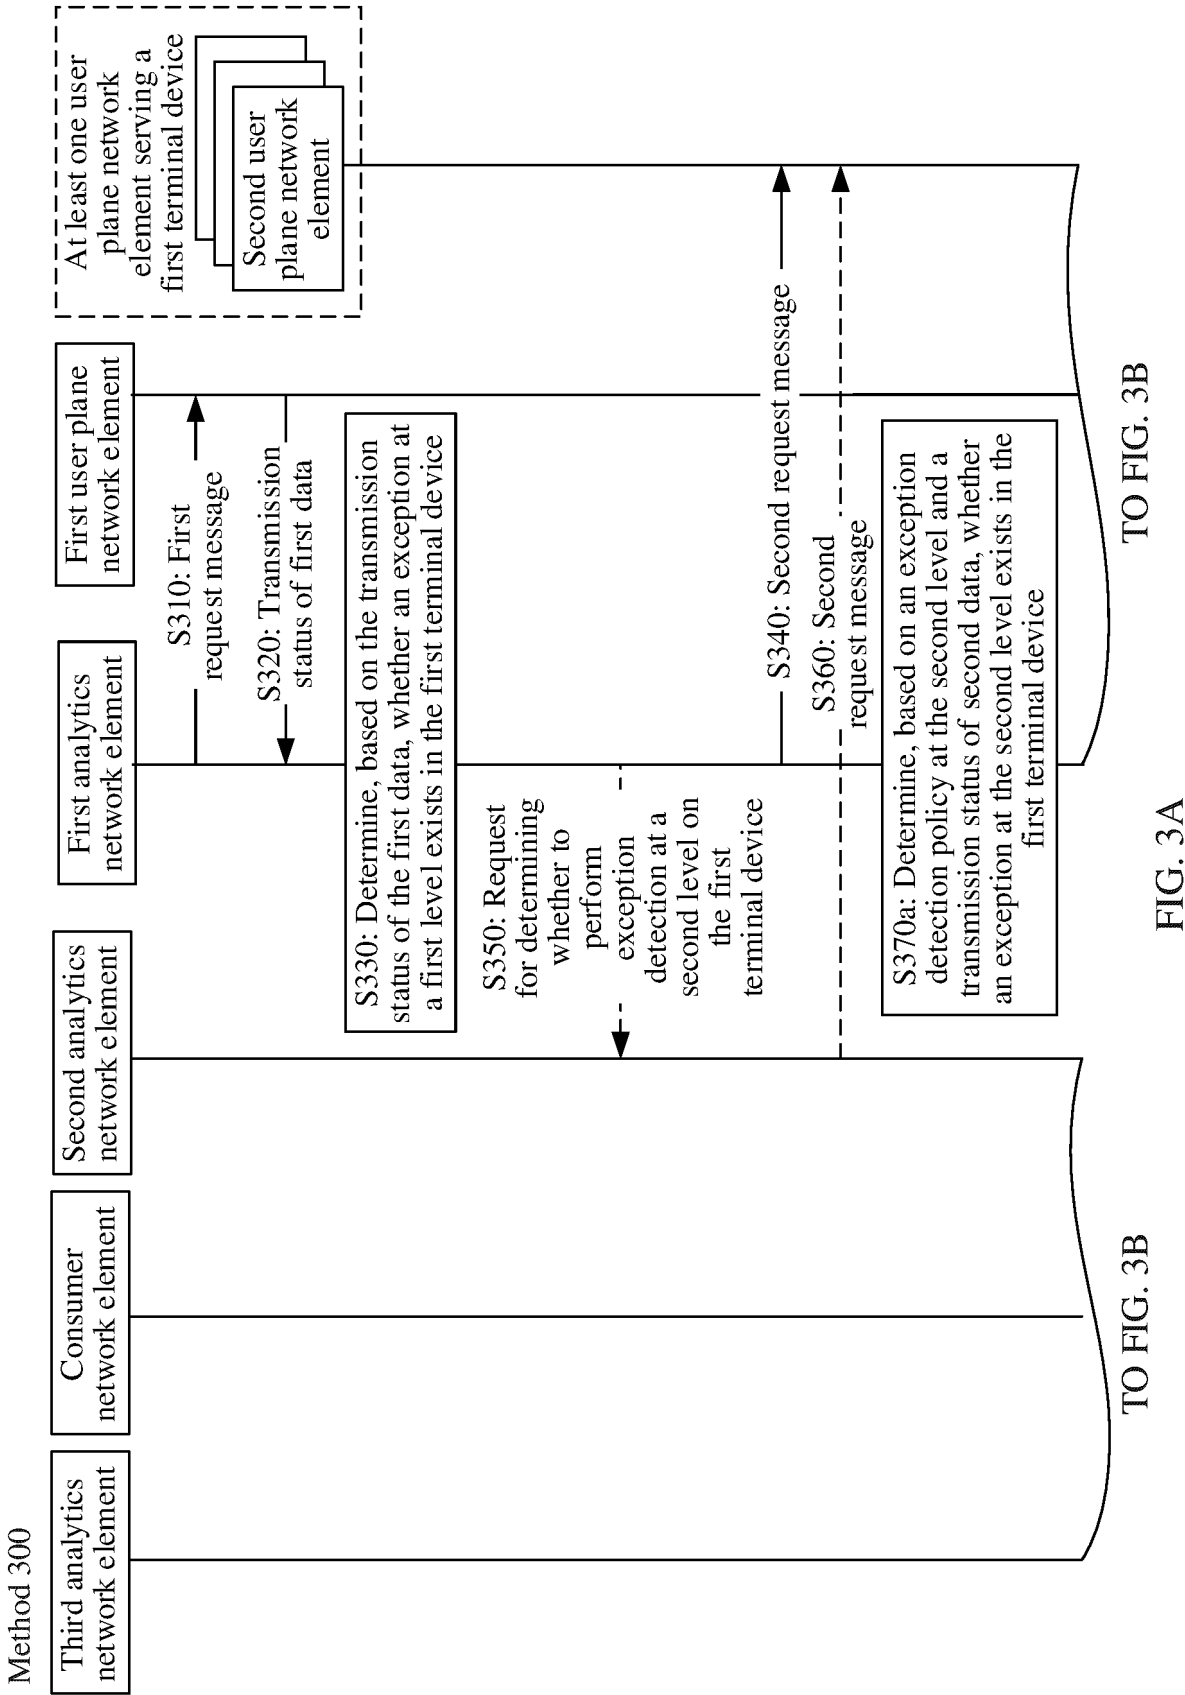 Method 300
Third analytics
network element
Consumer
network element
Second analytics
network element
First analytics
network element
First user plane
network element
At least one user
plane network
element serving a
first terminal device
Second user
plane network
element
S310: First
request message
S320: Transmission
status of first data
S330: Determine, based on the transmission
status of the first data, whether an exception at
a first level exists in the first terminal device
S350: Request
for determining
whether to
perform
exception
detection at a
second level on
the first
terminal device
S340: Second request message
S360: Second
request message
S370a: Determine, based on an exception
detection policy at the second level and a
transmission status of second data, whether
an exception at the second level exists in the
first terminal device
TO FIG. 3B
TO FIG. 3B
FIG. 3A